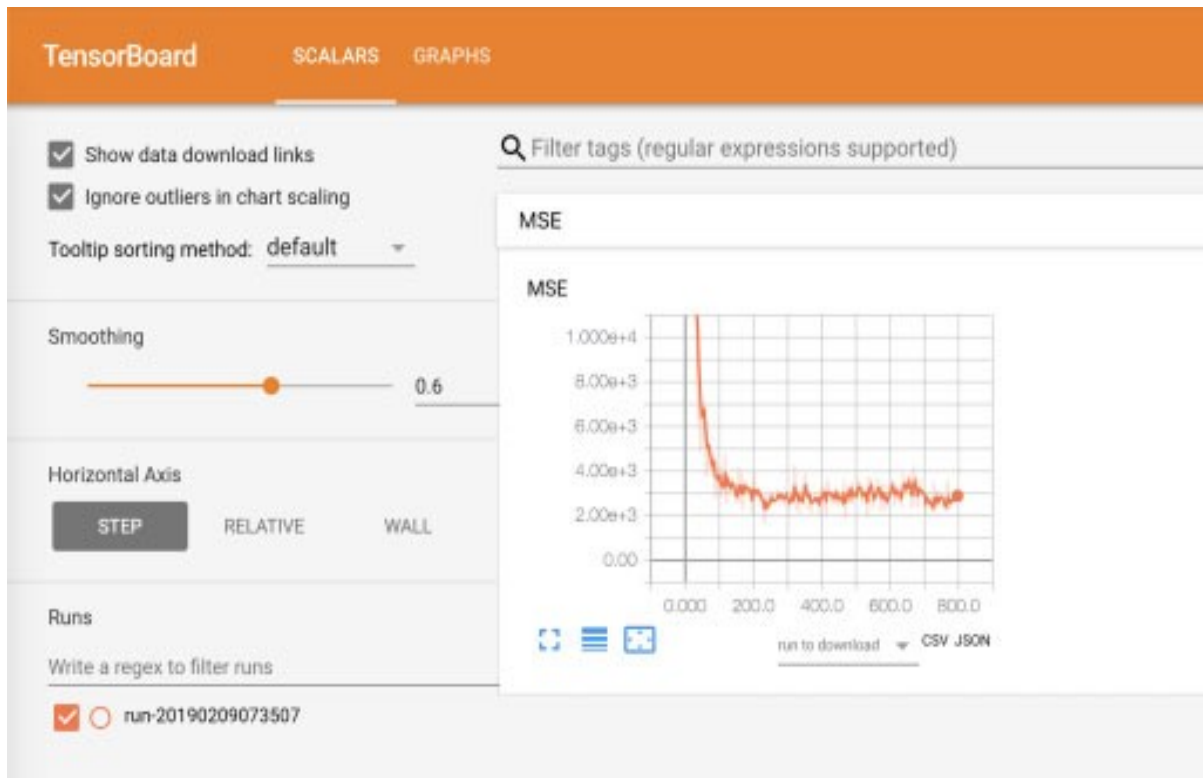 TensorBoard SCALARS GRAPHS
Show data download links
Ignore outliers in chart scaling
Tooltip sorting method: default
Smoothing
0.6
Horizontal Axis
STEP RELATIVE WALL
Runs
Write a regex to filter runs
run-20190209073507
Filter tags (regular expressions supported)
MSE
MSE
1.000e+4
8.00e+3
6.00e+3
4.00e+3
2.00e+3
0.00
0.000 200.0 400.0 600.0 800.0
run to download CSV JSON